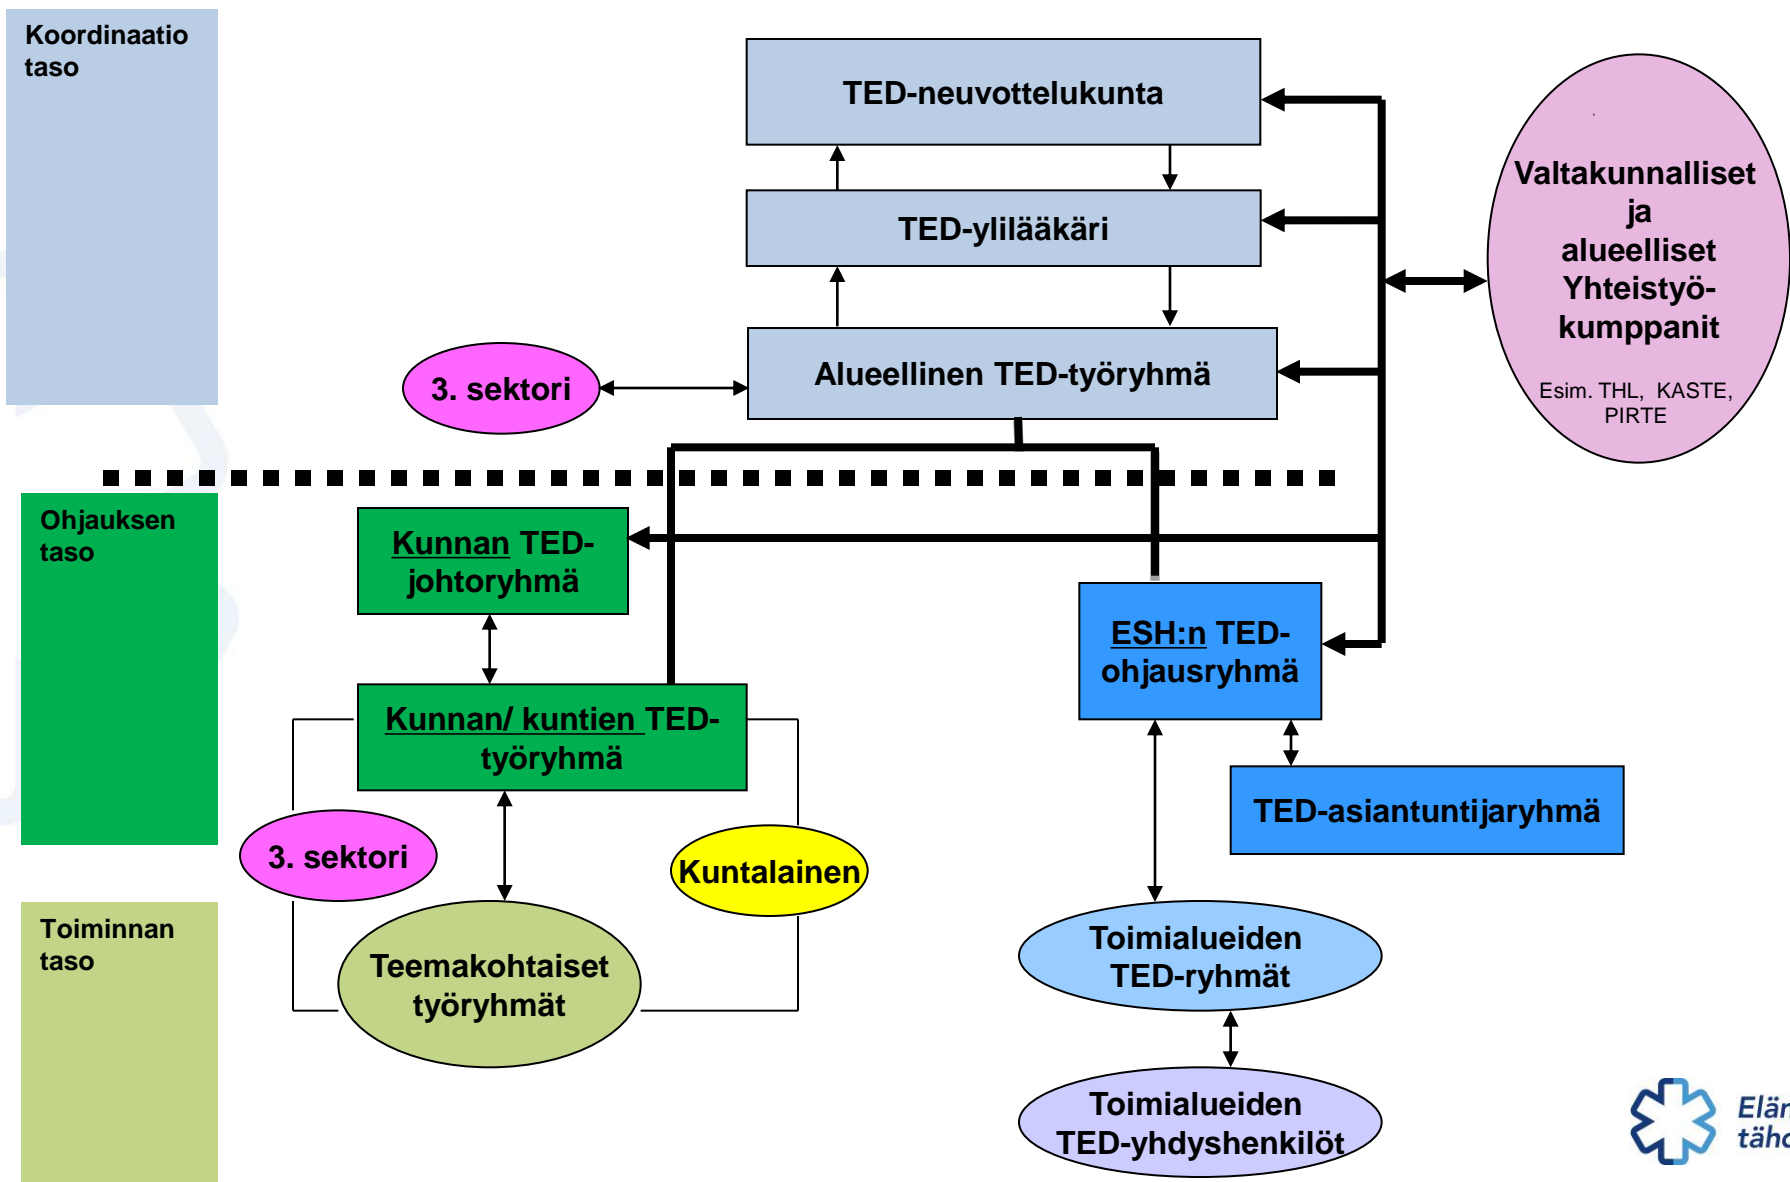 Koordinaatio
taso
TED-neuvottelukunta
TED-ylilääkäri
Alueellinen TED-työryhmä
3. sektori
Valtakunnalliset
ja
alueelliset
Yhteistyö-
kumppanit
Esim. THL, KASTE,
PIRTE
Ohjauksen
taso
Kunnan TED-
johtoryhmä
Kunnan/ kuntien TED-
työryhmä
ESH:n TED-
ohjausryhmä
TED-asiantuntijaryhmä
3. sektori
Kuntalainen
Toiminnan
taso
Teemakohtaiset
työryhmät
Toimialueiden
TED-ryhmät
Toimialueiden
TED-yhdyshenkilöt